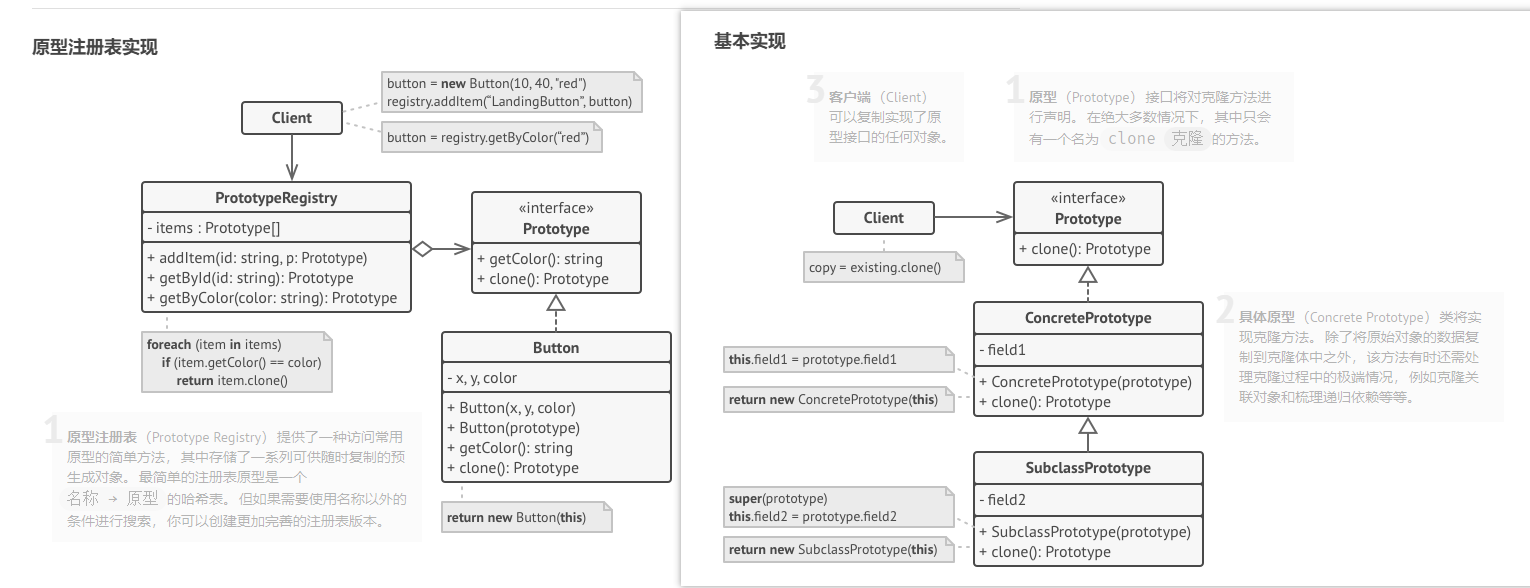 原型注册表实现
button = new Button(10, 40, "red")
registry.addItem(“LandingButton”, button)
Client
button = registry.getByColor(“red”)
PrototypeRegistry
- items : Prototype[]
+ addItem(id: string, p: Prototype)
+ getById(id: string): Prototype
+ getByColor(color: string): Prototype
«interface»
Prototype
+ getColor(): string
+ clone(): Prototype
foreach (item in items)
if (item.getColor() == color)
return item.clone()
Button
- x, y, color
+ Button(x, y, color)
+ Button(prototype)
+ getColor(): string
+ clone(): Prototype
return new Button(this)
1
原型注册表（Prototype Registry）提供了一种访问常用
原型的简单方法，其中存储了一系列可供随时复制的预
生成对象。最简单的注册表原型是一个
名称 → 原型 的哈希表。但如果需要使用名称以外的
条件进行搜索，你可以创建更加完善的注册表版本。
基本实现
3
客户端（Client）
可以复制实现了原
型接口的任何对象。
1
原型（Prototype）接口将对克隆方法进
行声明。在绝大多数情况下，其中只会
有一个名为 clone 克隆 的方法。
Client
copy = existing.clone()
«interface»
Prototype
+ clone(): Prototype
ConcretePrototype
- field1
+ ConcretePrototype(prototype)
+ clone(): Prototype
this.field1 = prototype.field1
return new ConcretePrototype(this)
2
具体原型（Concrete Prototype）类将实
现克隆方法。除了将原始对象的数据复
制到克隆体中之外，该方法有时还需处
理克隆过程中的极端情况，例如克隆关
联对象和梳理递归依赖等等。
SubclassPrototype
- field2
+ SubclassPrototype(prototype)
+ clone(): Prototype
super(prototype)
this.field2 = prototype.field2
return new SubclassPrototype(this)